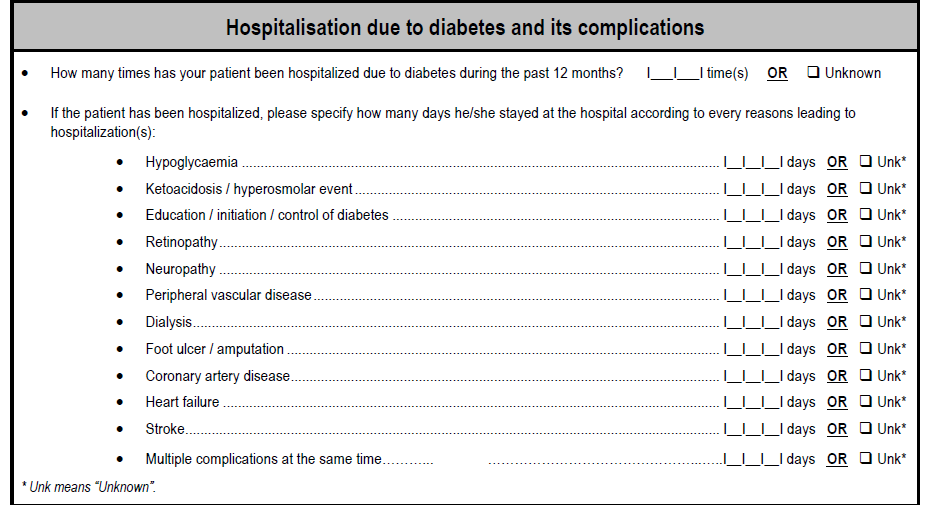 Hospitalisation due to diabetes and its complications
• How many times has your patient been hospitalized due to diabetes during the past 12 months? I___I___I time(s) OR ❑ Unknown
• If the patient has been hospitalized, please specify how many days he/she stayed at the hospital according to every reasons leading to
hospitalization(s):
• Hypoglycaemia ........................................ I__I__I__I days OR ❑ Unk*
• Ketoacidosis / hyperosmolar event ........................................ I__I__I__I days OR ❑ Unk*
• Education / initiation / control of diabetes ........................................ I__I__I__I days OR ❑ Unk*
• Retinopathy ........................................ I__I__I__I days OR ❑ Unk*
• Neuropathy ........................................ I__I__I__I days OR ❑ Unk*
• Peripheral vascular disease ........................................ I__I__I__I days OR ❑ Unk*
• Dialysis ........................................ I__I__I__I days OR ❑ Unk*
• Foot ulcer / amputation ........................................ I__I__I__I days OR ❑ Unk*
• Coronary artery disease ........................................ I__I__I__I days OR ❑ Unk*
• Heart failure ........................................ I__I__I__I days OR ❑ Unk*
• Stroke ........................................ I__I__I__I days OR ❑ Unk*
• Multiple complications at the same time........... ........................................ I__I__I__I days OR ❑ Unk*
* Unk means “Unknown”.